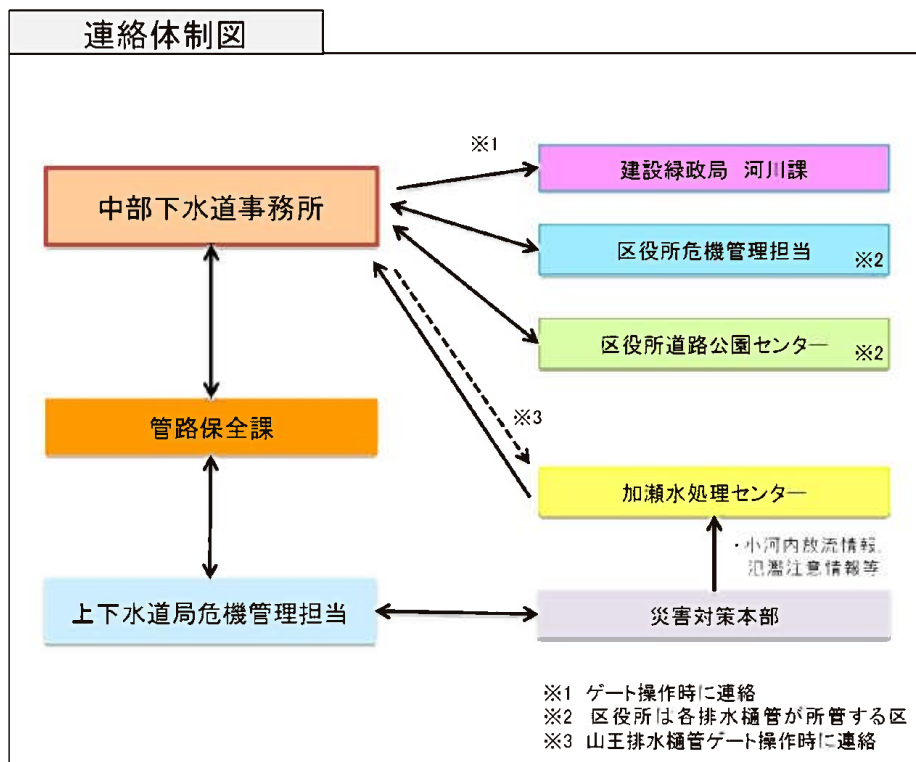 連絡体制図
※1
建設緑政局 河川課
中部下水道事務所
区役所危機管理担当 ※2
区役所道路公園センター ※2
※3
管路保全課
加瀬水処理センター
・小河内放流情報、
氾濫注意情報等
上下水道局危機管理担当
災害対策本部
※1 ゲート操作時に連絡
※2 区役所は各排水樋管が所管する区
※3 山王排水樋管ゲート操作時に連絡